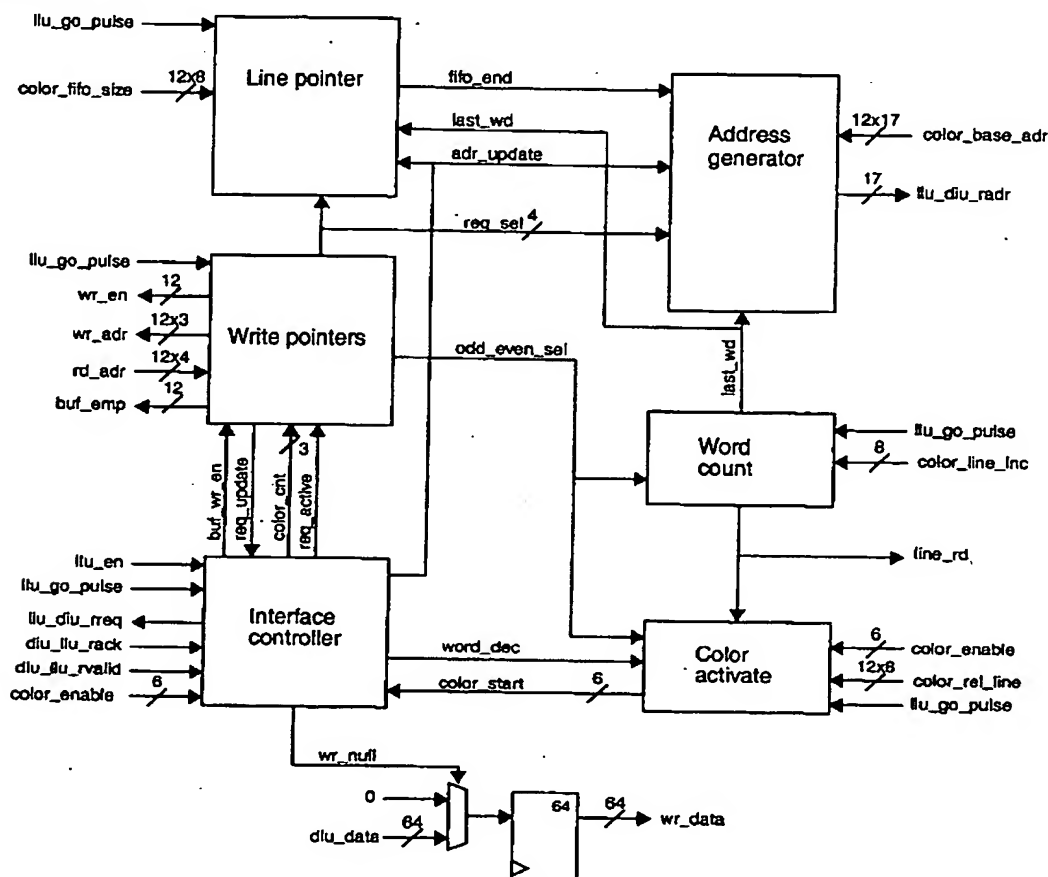 llu_go_pulse
color_fifo_size
12x8
Line pointer
fifo_end
last_wd
adr_update
req_sel
4
Address
generator
12x17
color_base_adr
17
llu_diu_radr
llu_go_pulse
wr_en
12
wr_adr
12x3
rd_adr
12x4
buf_emp
12
Write pointers
odd_even_sel
last_wd
Word
count
llu_go_pulse
8
color_line_inc
line_rd
buf_wr_en
req_update
color_cnt
3
req_active
llu_en
llu_go_pulse
llu_diu_rreq
diu_llu_rack
diu_llu_rvalid
color_enable
6
Interface
controller
word_dec
color_start
6
Color
activate
6
color_enable
12x8
color_rel_line
llu_go_pulse
wr_null
0
diu_data
64
64
64
wr_data